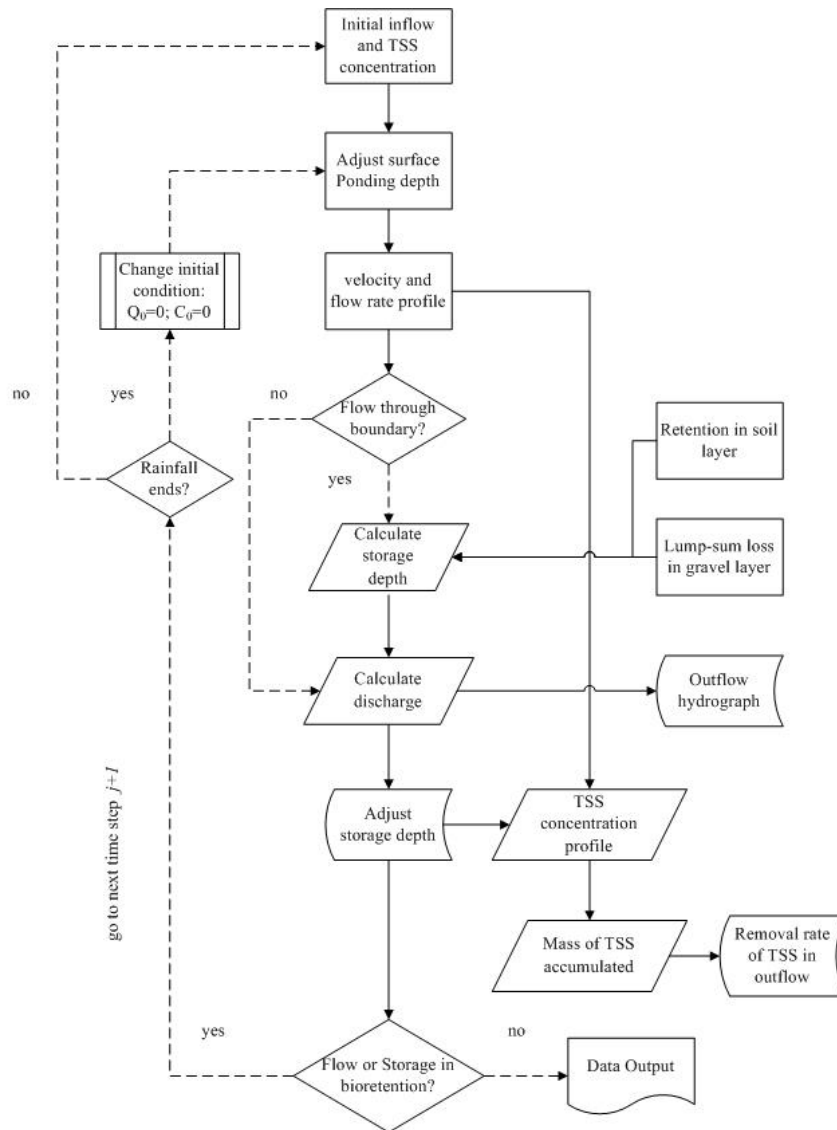 Initial inflow
and TSS
concentration
Adjust surface
Ponding depth
Change initial
condition:
Q₀=0; C₀=0
velocity and
flow rate profile
no
yes
no
Flow through
boundary?
Retention in soil
layer
Rainfall
ends?
yes
Calculate
storage
depth
Lump-sum loss
in gravel layer
Calculate
discharge
Outflow
hydrograph
go to next time step j+1
Adjust
storage depth
TSS
concentration
profile
Mass of TSS
accumulated
Removal rate
of TSS in
outflow
yes
Flow or Storage in
bioretention?
no
Data Output